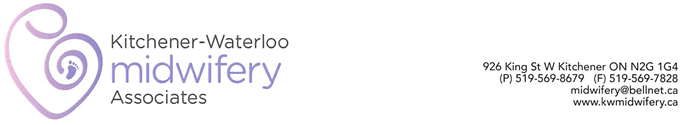 Kitchener-Waterloo
midwifery
Associates
926 King St W Kitchener ON N2G 1G4
(P) 519-569-8679 (F) 519-569-7828
midwifery@bellnet.ca
www.kwmidwifery.ca